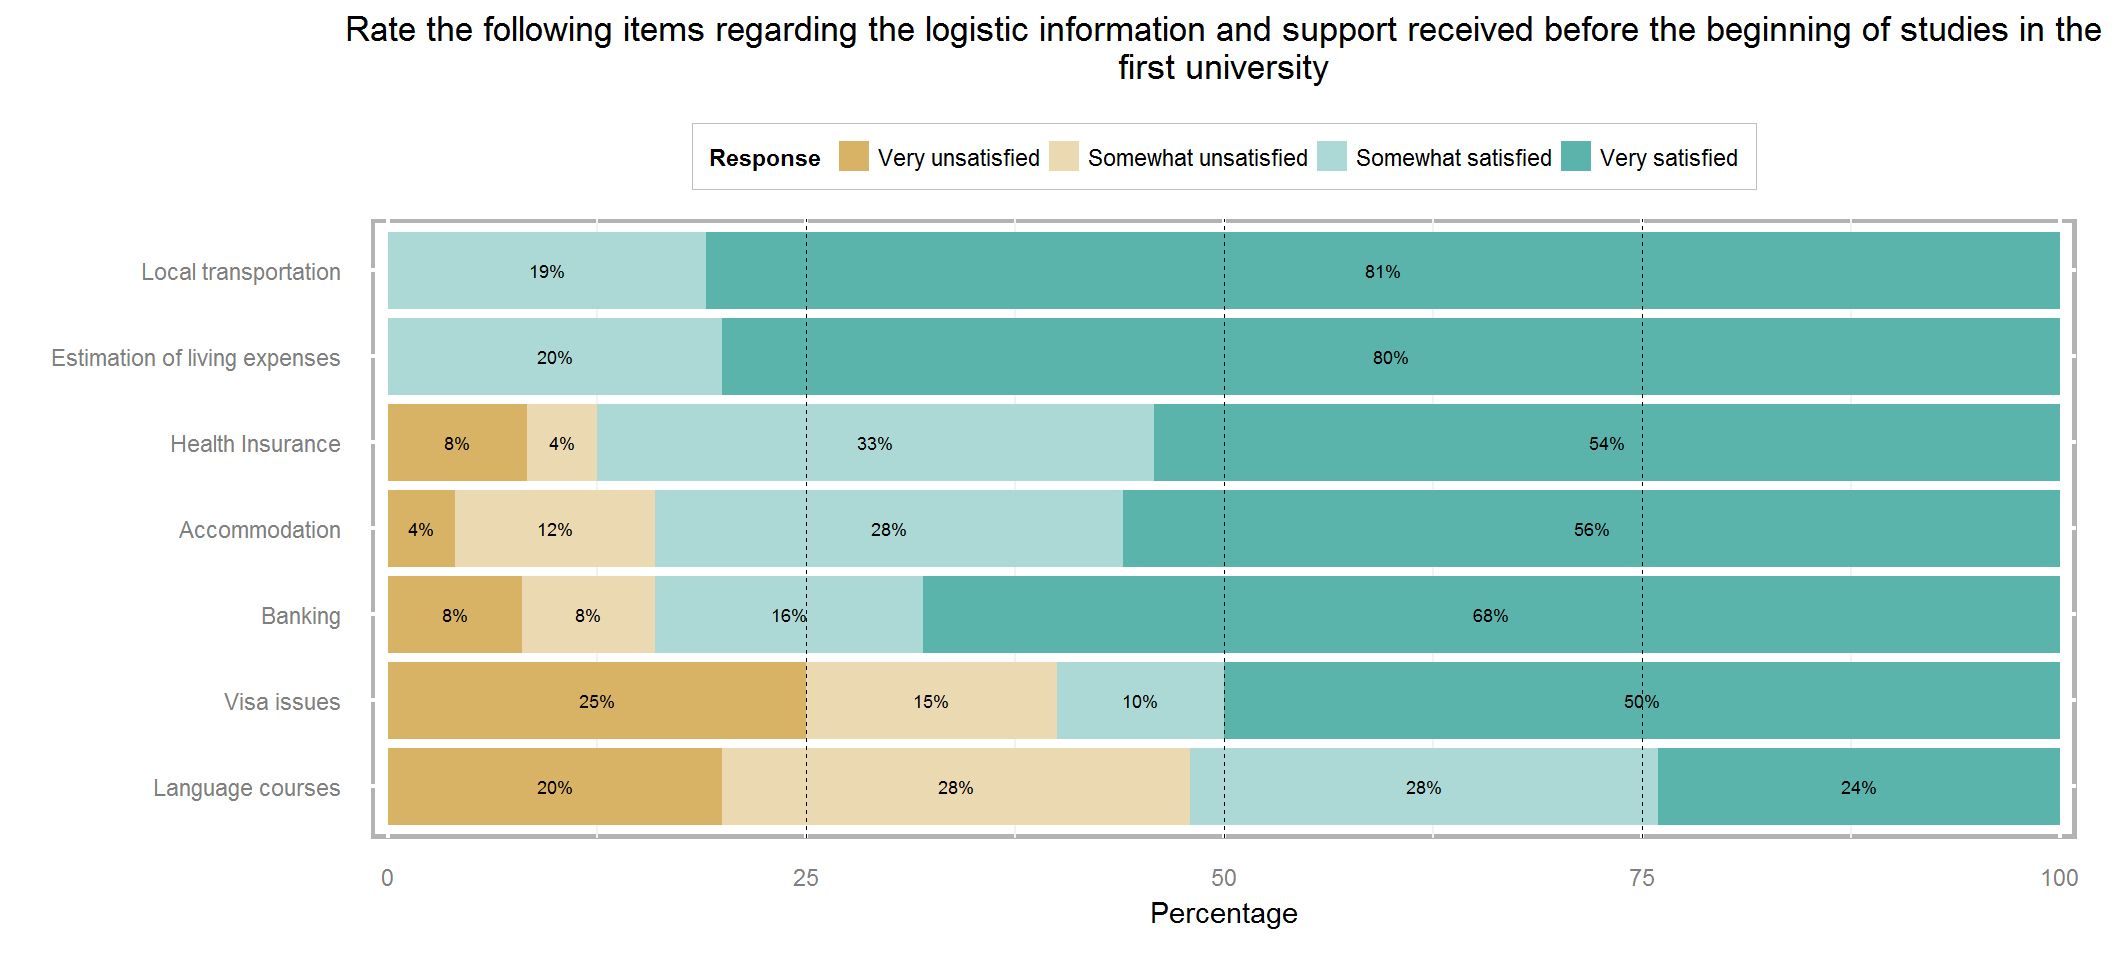 Rate the following items regarding the logistic information and support received before the beginning of studies in the
first university
Response Very unsatisfied Somewhat unsatisfied Somewhat satisfied Very satisfied
Local transportation 19% 81%
Estimation of living expenses 20% 80%
Health Insurance 8% 4% 33% 54%
Accommodation 4% 12% 28% 56%
Banking 8% 8% 16% 68%
Visa issues 25% 15% 10% 50%
Language courses 20% 28% 28% 24%
0 25 50 75 100
Percentage